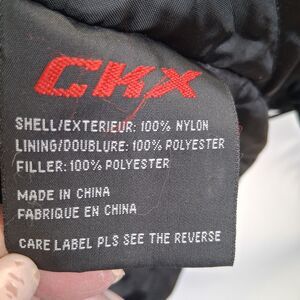 CKX
SHELL/EXTERIEUR: 100% NYLON
LINING/DOUBLURE: 100% POLYESTER
FILLER: 100% POLYESTER
MADE IN CHINA
FABRIQUE EN CHINA
CARE LABEL PLS SEE THE REVERSE